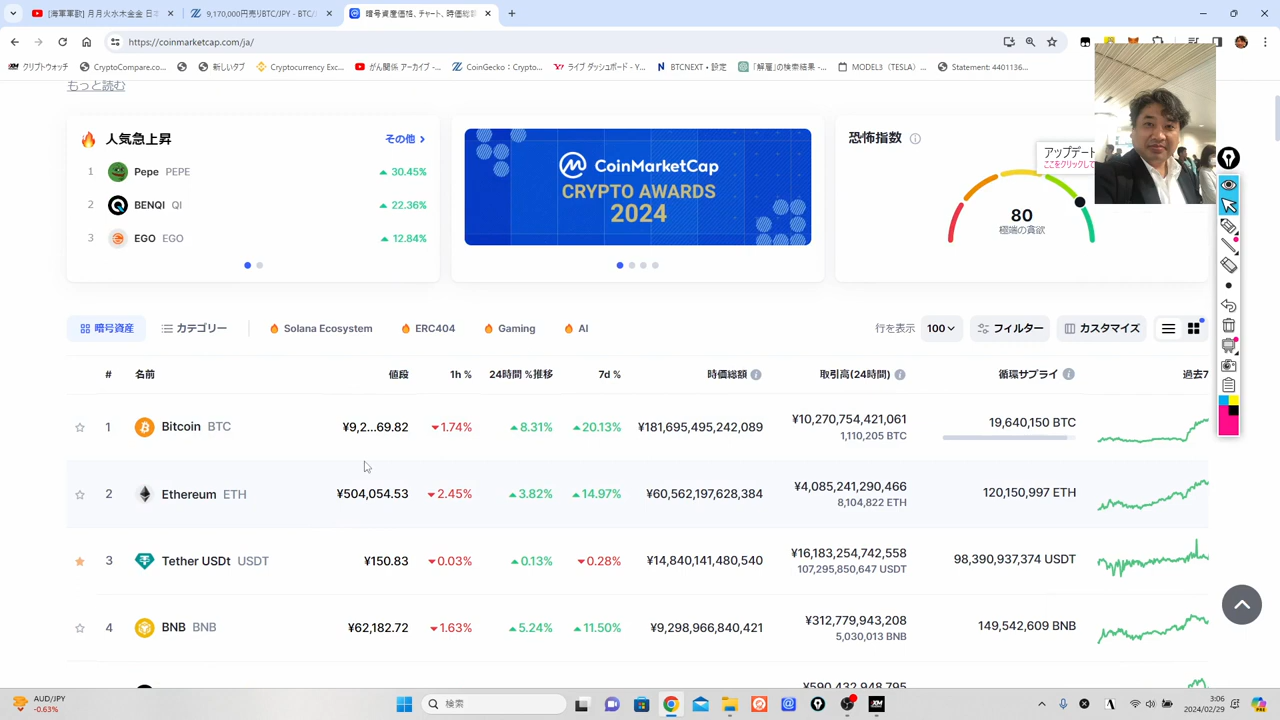 [海軍軍歌] 月月火水木金金 日本
9,170,000円売りBTC/JPY - BTC/
暗号資産価格、チャート、時価総額
https://coinmarketcap.com/ja/
クリプトウォッチ
CryptoCompare.co...
新しいタブ
Cryptocurrency Exc...
がん関係 アーカイブ -...
CoinGecko：Crypto...
ライブ ダッシュボード - Y...
BTCNEXT • 設定
「解雇」の検索結果 -...
MODEL3（TESLA）...
Statement: 4401136...
もっと読む
人気急上昇
その他
1 Pepe PEPE 30.45%
2 BENQI QI 22.36%
3 EGO EGO 12.84%
CoinMarketCap
CRYPTO AWARDS
2024
恐怖指数
アップデート
ここをクリックして
80
極端の貪欲
暗号資産 カテゴリー Solana Ecosystem ERC404 Gaming AI 行を表示 100 フィルター カスタマイズ
# 名前 値段 1h % 24時間 %推移 7d % 時価総額 取引高(24時間) 循環サプライ 過去7
1 Bitcoin BTC ¥9,2...69.82 1.74% 8.31% 20.13% ¥181,695,495,242,089 ¥10,270,754,421,061 19,640,150 BTC
1,110,205 BTC
2 Ethereum ETH ¥504,054.53 2.45% 3.82% 14.97% ¥60,562,197,628,384 ¥4,085,241,290,466 120,150,997 ETH
8,104,822 ETH
3 Tether USDt USDT ¥150.83 0.03% 0.13% 0.28% ¥14,840,141,480,540 ¥16,183,254,742,558 98,390,937,374 USDT
107,295,850,647 USDT
4 BNB BNB ¥62,182.72 1.63% 5.24% 11.50% ¥9,298,966,840,421 ¥312,779,943,208 149,542,609 BNB
5,030,013 BNB
¥590,432,948,795
AUD/JPY
-0.63%
検索
A
3:06
2024/02/29